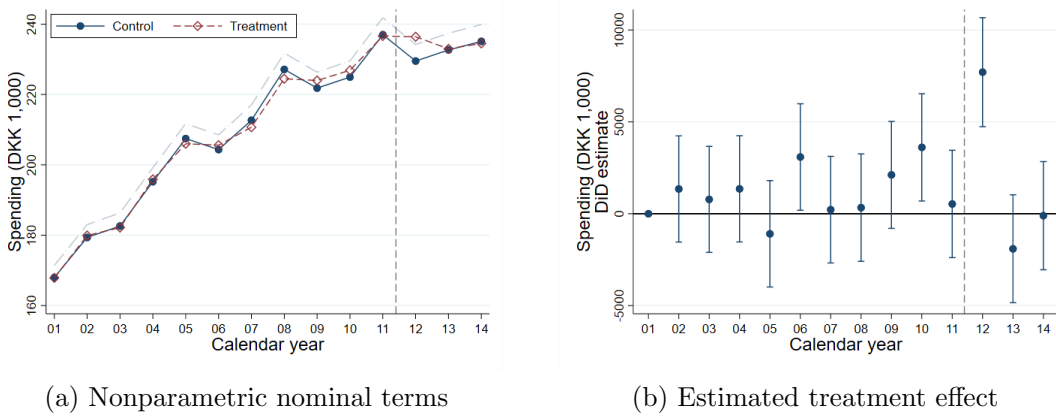 Control
Treatment
Spending (DKK 1,000)
240
220
200
180
160
01 02 03 04 05 06 07 08 09 10 11 12 13 14
Calendar year
(a) Nonparametric nominal terms
Spending (DKK 1,000)
DiD estimate
10000
5000
0
-5000
01 02 03 04 05 06 07 08 09 10 11 12 13 14
Calendar year
(b) Estimated treatment effect